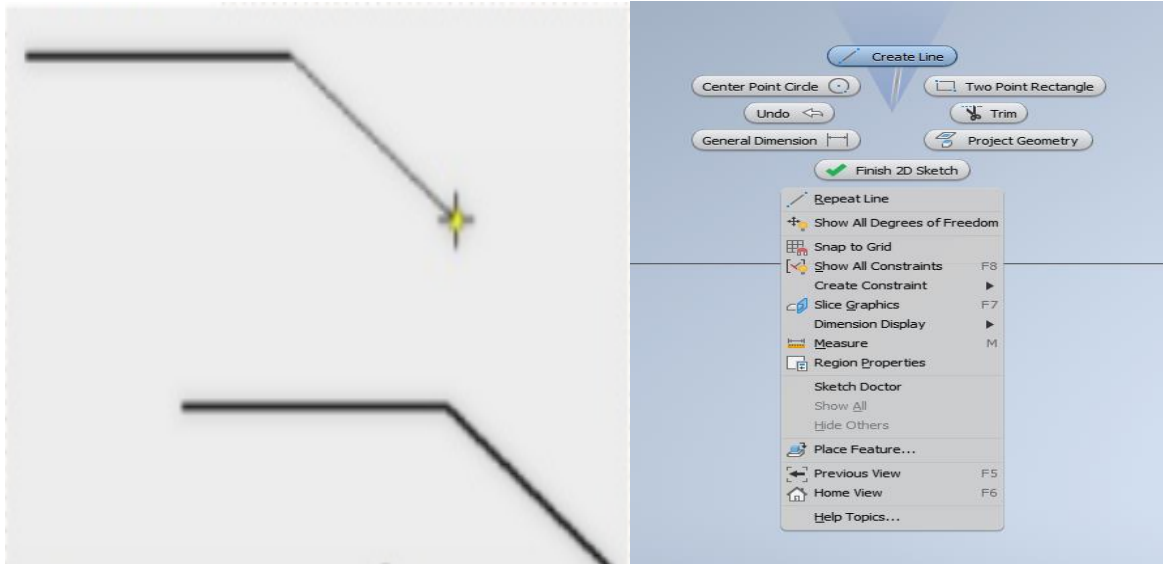 Create Line
Center Point Circle
Two Point Rectangle
Undo
Trim
General Dimension
Project Geometry
Finish 2D Sketch
Repeat Line
Show All Degrees of Freedom
Snap to Grid
Show All Constraints F8
Create Constraint
Slice Graphics F7
Dimension Display
Measure M
Region Properties
Sketch Doctor
Show All
Hide Others
Place Feature...
Previous View F5
Home View F6
Help Topics...